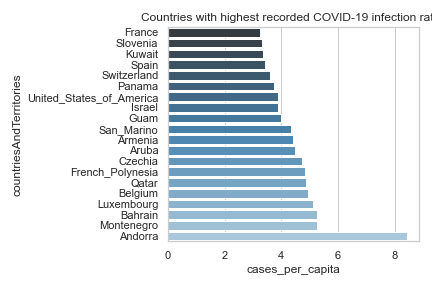 Countries with highest recorded COVID-19 infection rat
countriesAndTerritories
France
Slovenia
Kuwait
Spain
Switzerland
Panama
United_States_of_America
Israel
Guam
San_Marino
Armenia
Aruba
Czechia
French_Polynesia
Qatar
Belgium
Luxembourg
Bahrain
Montenegro
Andorra
0 2 4 6 8
cases_per_capita